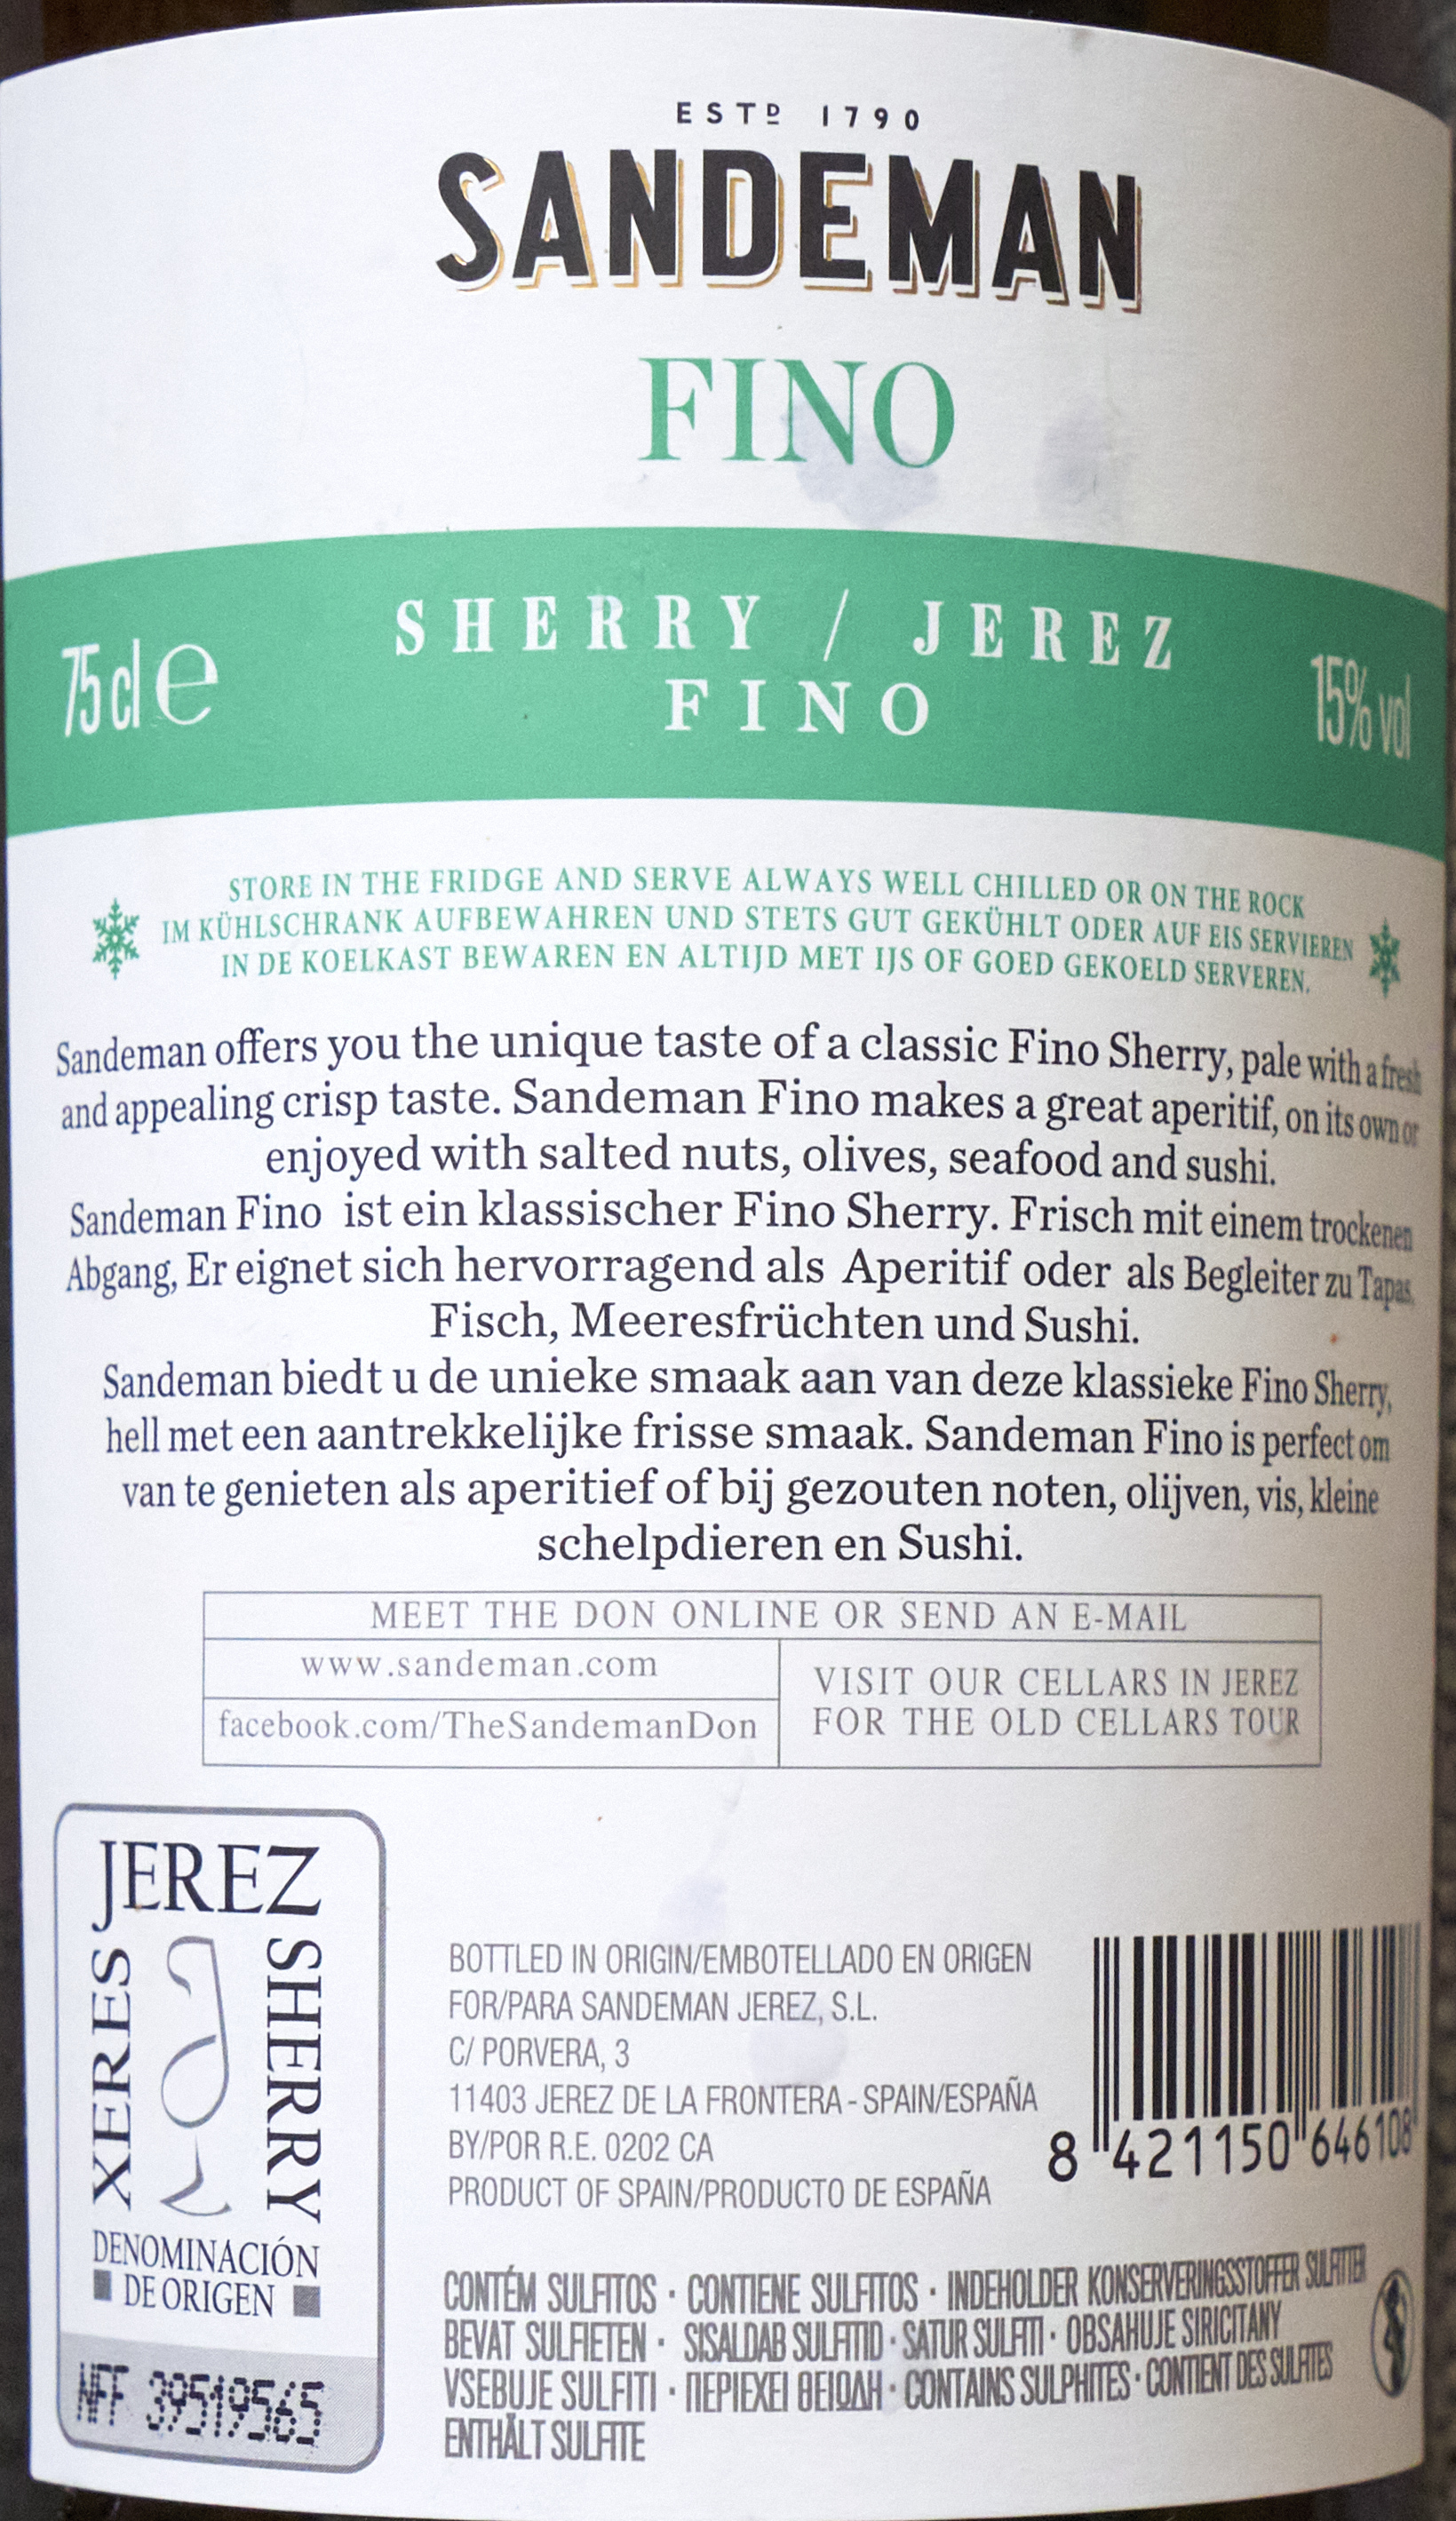 ESTD 1790
SANDEMAN
FINO
SHERRY / JEREZ
FINO
75 cl e
15% vol
STORE IN THE FRIDGE AND SERVE ALWAYS WELL CHILLED OR ON THE ROCK
IM KÜHLSCHRANK AUFBEWAHREN UND STETS GUT GEKÜHLT ODER AUF EIS SERVIEREN
IN DE KOELKAST BEWAREN EN ALTIJD MET IJS OF GOED GEKOELD SERVEREN.
Sandeman offers you the unique taste of a classic Fino Sherry, pale with a fresh
and appealing crisp taste. Sandeman Fino makes a great aperitif, on its own or
enjoyed with salted nuts, olives, seafood and sushi.
Sandeman Fino ist ein klassischer Fino Sherry. Frisch mit einem trockenen
Abgang, Er eignet sich hervorragend als Aperitif oder als Begleiter zu Tapas,
Fisch, Meeresfrüchten und Sushi.
Sandeman biedt u de unieke smaak aan van deze klassieke Fino Sherry,
hell met een aantrekkelijke frisse smaak. Sandeman Fino is perfect om
van te genieten als aperitief of bij gezouten noten, olijven, vis, kleine
schelpdieren en Sushi.
MEET THE DON ONLINE OR SEND AN E-MAIL
www.sandeman.com
facebook.com/TheSandemanDon
VISIT OUR CELLARS IN JEREZ
FOR THE OLD CELLARS TOUR
JEREZ
XERES
SHERRY
DENOMINACIÓN
DE ORIGEN
NFF 39519565
BOTTLED IN ORIGIN/EMBOTELLADO EN ORIGEN
FOR/PARA SANDEMAN JEREZ, S.L.
C/ PORVERA, 3
11403 JEREZ DE LA FRONTERA - SPAIN/ESPAÑA
BY/POR R.E. 0202 CA
PRODUCT OF SPAIN/PRODUCTO DE ESPAÑA
8 421150 646108
CONTÉM SULFITOS · CONTIENE SULFITOS · INDEHOLDER KONSERVERINGSSTOFFER SULFITTER
BEVAT SULFIETEN · SISALDAB SULFITID · SATUR SULFITI · OBSAHUJE SIRICITANY
VSEBUJE SULFITI · ΠΕΡΙΕΧΕΙ ΘΕΙΩΔΗ · CONTAINS SULPHITES · CONTIENT DES SULFITES
ENTHÄLT SULFITE